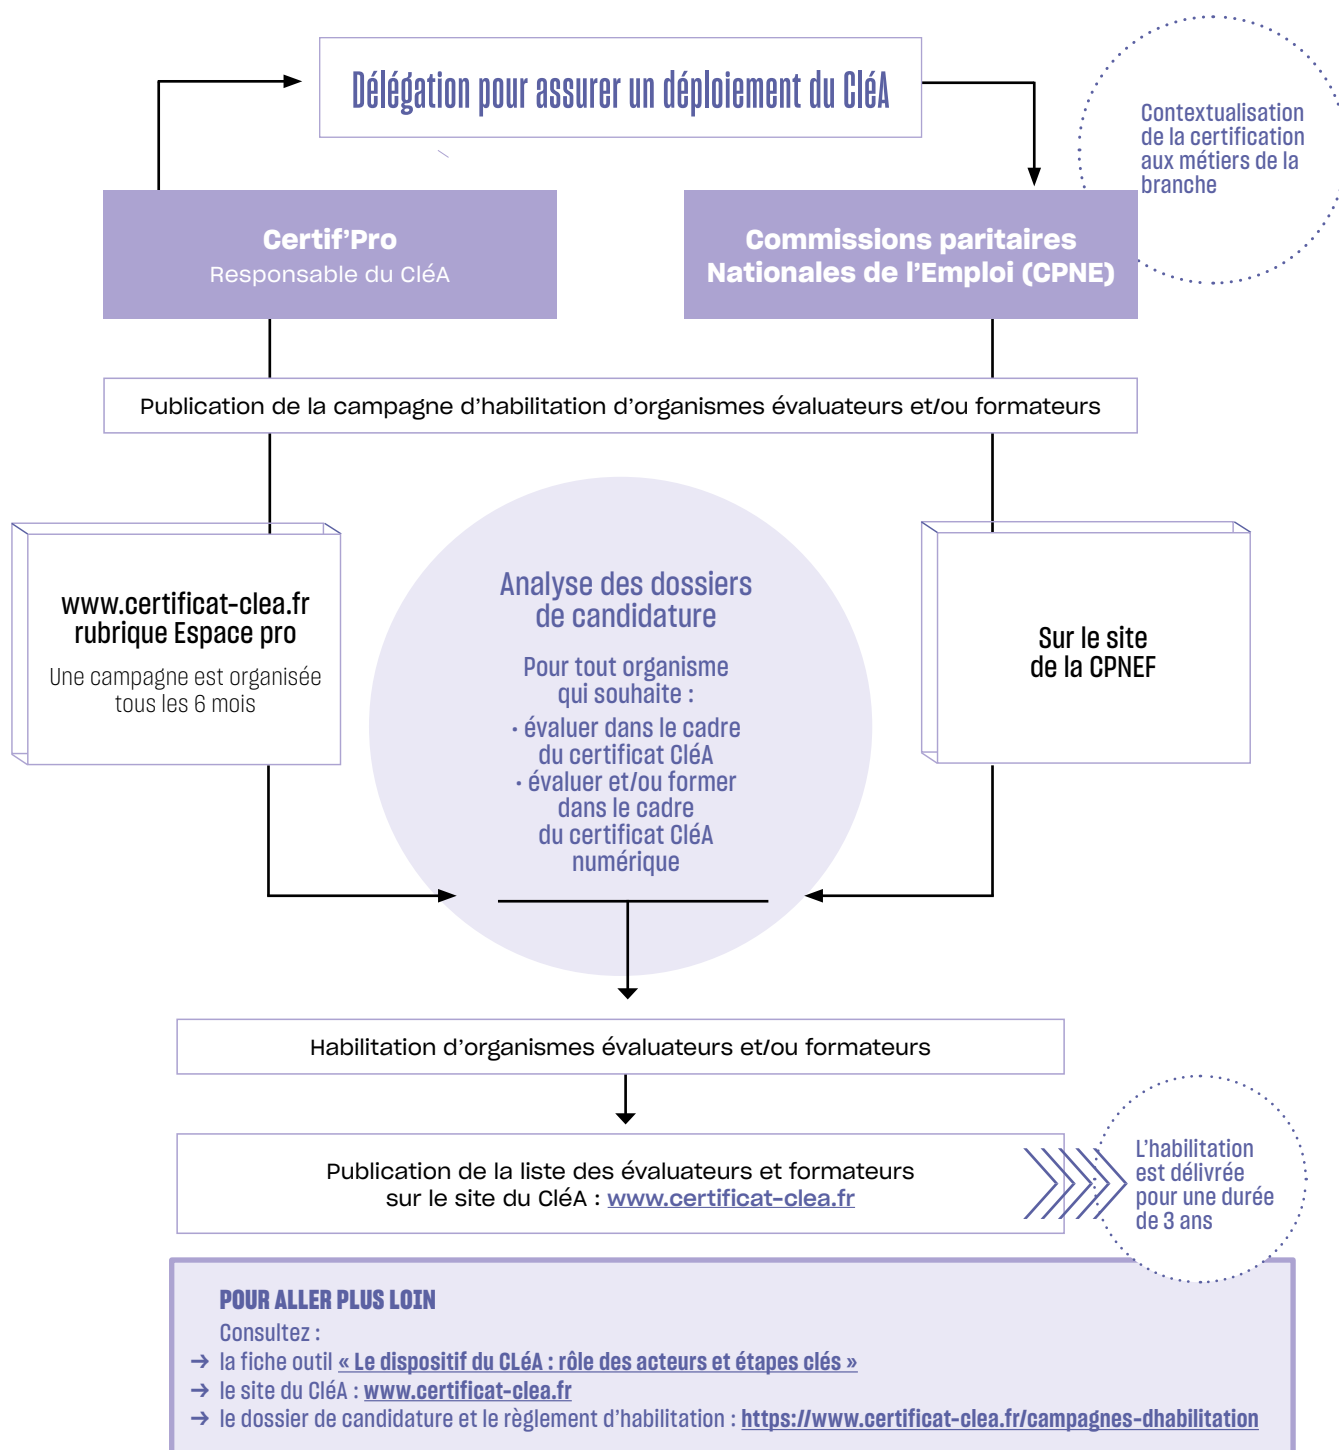 Délégation pour assurer un déploiement du CléA
Contextualisation
de la certification
aux métiers de la
branche
Certif’Pro
Responsable du CléA
Commissions paritaires
Nationales de l’Emploi (CPNE)
Publication de la campagne d’habilitation d’organismes évaluateurs et/ou formateurs
www.certificat-clea.fr
rubrique Espace pro
Une campagne est organisée
tous les 6 mois
Analyse des dossiers
de candidature
Pour tout organisme
qui souhaite :
• évaluer dans le cadre
du certificat CléA
• évaluer et/ou former
dans le cadre
du certificat CléA
numérique
Sur le site
de la CPNEF
Habilitation d’organismes évaluateurs et/ou formateurs
Publication de la liste des évaluateurs et formateurs
sur le site du CléA : www.certificat-clea.fr
L’habilitation
est délivrée
pour une durée
de 3 ans
POUR ALLER PLUS LOIN
Consultez :
→ la fiche outil « Le dispositif du CLéA : rôle des acteurs et étapes clés »
→ le site du CléA : www.certificat-clea.fr
→ le dossier de candidature et le règlement d’habilitation : https://www.certificat-clea.fr/campagnes-dhabilitation